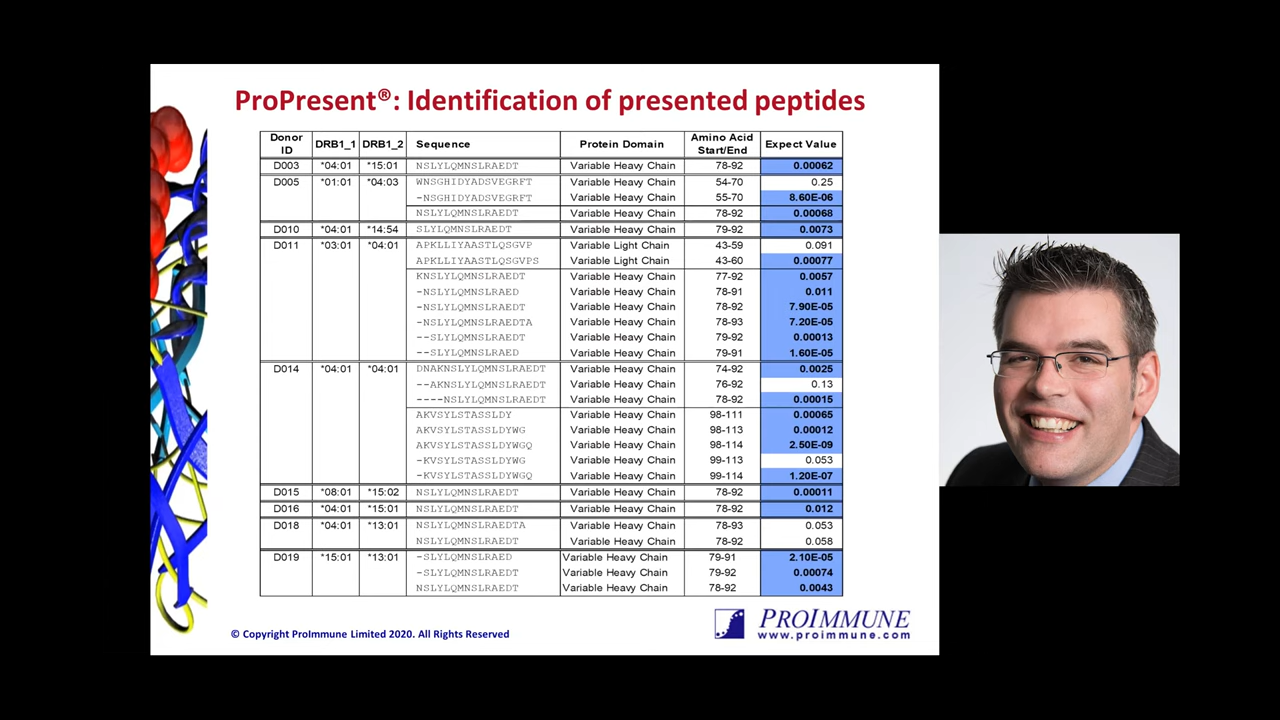 ProPresent®: Identification of presented peptides
Donor ID DRB1_1 DRB1_2 Sequence Protein Domain Amino Acid Start/End Expect Value
D003 *04:01 *15:01 NSLYLQMNSLRAEDT Variable Heavy Chain 78-92 0.00062
D005 *01:01 *04:03 WNSGHIDYADSVEGRFT Variable Heavy Chain 54-70 0.25
-NSGHIDYADSVEGRFT Variable Heavy Chain 55-70 8.60E-06
NSLYLQMNSLRAEDT Variable Heavy Chain 78-92 0.00068
D010 *04:01 *14:54 SLYLQMNSLRAEDT Variable Heavy Chain 79-92 0.0073
D011 *03:01 *04:01 APKLLIYAASTLQSGVP Variable Light Chain 43-59 0.091
APKLLIYAASTLQSGVPS Variable Light Chain 43-60 0.00077
KNSLYLQMNSLRAEDT Variable Heavy Chain 77-92 0.0057
-NSLYLQMNSLRAED Variable Heavy Chain 78-91 0.011
-NSLYLQMNSLRAEDT Variable Heavy Chain 78-92 7.90E-05
-NSLYLQMNSLRAEDTA Variable Heavy Chain 78-93 7.20E-05
--SLYLQMNSLRAEDT Variable Heavy Chain 79-92 0.00013
--SLYLQMNSLRAED Variable Heavy Chain 79-91 1.60E-05
D014 *04:01 *04:01 DNAKNSLYLQMNSLRAEDT Variable Heavy Chain 74-92 0.0025
--AKNSLYLQMNSLRAEDT Variable Heavy Chain 76-92 0.13
----NSLYLQMNSLRAEDT Variable Heavy Chain 78-92 0.00015
AKVSYLSTASSLDY Variable Heavy Chain 98-111 0.00065
AKVSYLSTASSLDYWG Variable Heavy Chain 98-113 0.00012
AKVSYLSTASSLDYWGQ Variable Heavy Chain 98-114 2.50E-09
-KVSYLSTASSLDYWG Variable Heavy Chain 99-113 0.053
-KVSYLSTASSLDYWGQ Variable Heavy Chain 99-114 1.20E-07
D015 *08:01 *15:02 NSLYLQMNSLRAEDT Variable Heavy Chain 78-92 0.00011
D016 *04:01 *15:01 NSLYLQMNSLRAEDT Variable Heavy Chain 78-92 0.012
D018 *04:01 *13:01 NSLYLQMNSLRAEDTA Variable Heavy Chain 78-93 0.053
NSLYLQMNSLRAEDT Variable Heavy Chain 78-92 0.058
D019 *15:01 *13:01 -SLYLQMNSLRAED Variable Heavy Chain 79-91 2.10E-05
-SLYLQMNSLRAEDT Variable Heavy Chain 79-92 0.00074
NSLYLQMNSLRAEDT Variable Heavy Chain 78-92 0.0043
© Copyright ProImmune Limited 2020. All Rights Reserved
PROIMMUNE
www.proimmune.com